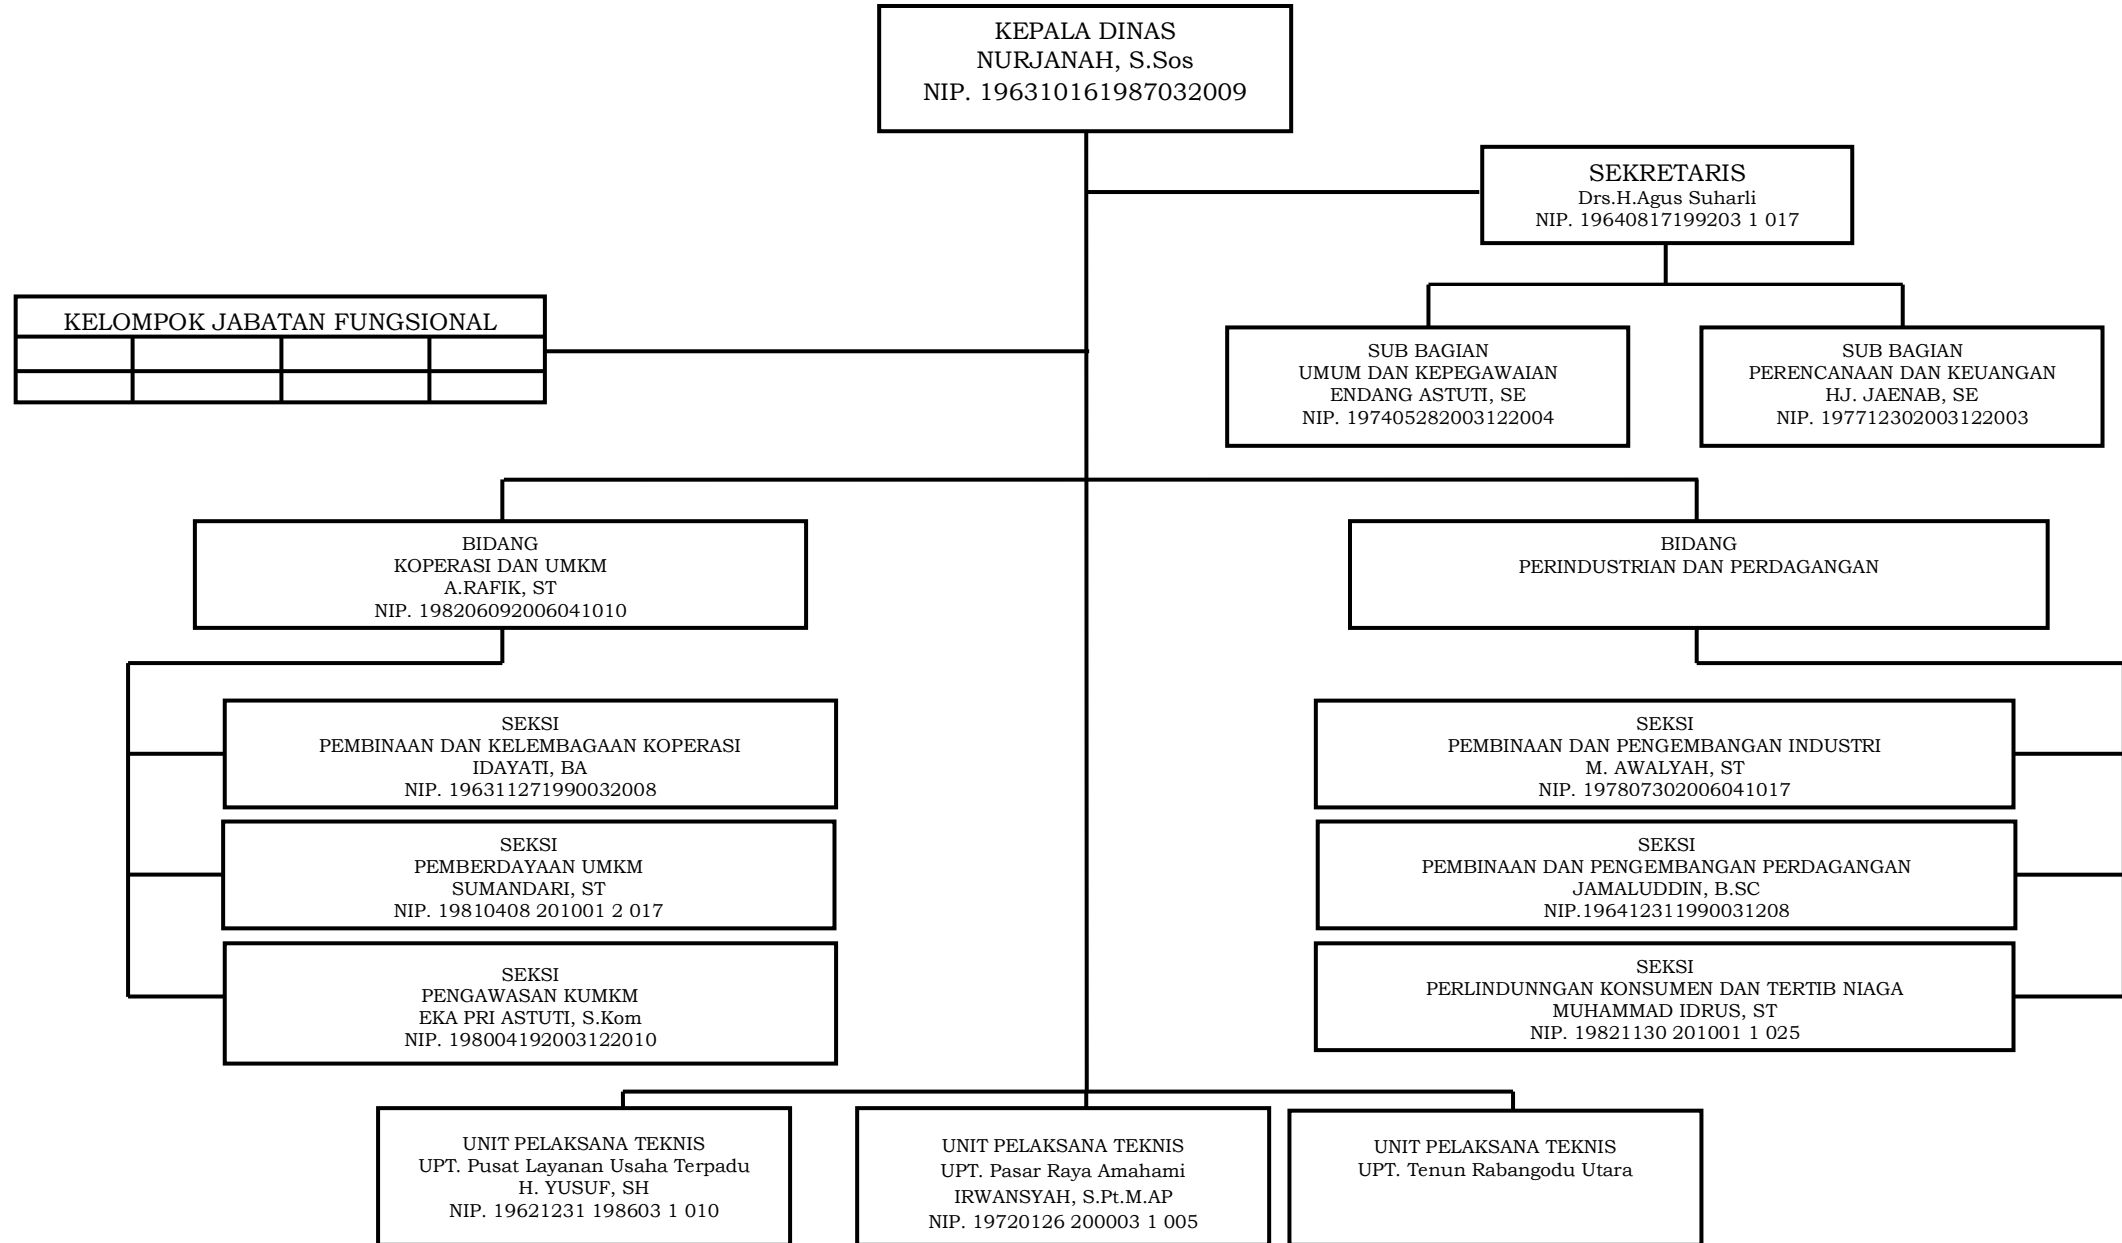 KEPALA DINAS
NURJANAH, S.Sos
NIP. 196310161987032009
SEKRETARIS
Drs.H.Agus Suharli
NIP. 19640817199203 1 017
KELOMPOK JABATAN FUNGSIONAL
SUB BAGIAN
UMUM DAN KEPEGAWAIAN
ENDANG ASTUTI, SE
NIP. 197405282003122004
SUB BAGIAN
PERENCANAAN DAN KEUANGAN
HJ. JAENAB, SE
NIP. 197712302003122003
BIDANG
KOPERASI DAN UMKM
A.RAFIK, ST
NIP. 198206092006041010
BIDANG
PERINDUSTRIAN DAN PERDAGANGAN
SEKSI
PEMBINAAN DAN KELEMBAGAAN KOPERASI
IDAYATI, BA
NIP. 196311271990032008
SEKSI
PEMBERDAYAAN UMKM
SUMANDARI, ST
NIP. 19810408 201001 2 017
SEKSI
PENGAWASAN KUMKM
EKA PRI ASTUTI, S.Kom
NIP. 198004192003122010
SEKSI
PEMBINAAN DAN PENGEMBANGAN INDUSTRI
M. AWALYAH, ST
NIP. 197807302006041017
SEKSI
PEMBINAAN DAN PENGEMBANGAN PERDAGANGAN
JAMALUDDIN, B.SC
NIP.196412311990031208
SEKSI
PERLINDUNNGAN KONSUMEN DAN TERTIB NIAGA
MUHAMMAD IDRUS, ST
NIP. 19821130 201001 1 025
UNIT PELAKSANA TEKNIS
UPT. Pusat Layanan Usaha Terpadu
H. YUSUF, SH
NIP. 19621231 198603 1 010
UNIT PELAKSANA TEKNIS
UPT. Pasar Raya Amahami
IRWANSYAH, S.Pt.M.AP
NIP. 19720126 200003 1 005
UNIT PELAKSANA TEKNIS
UPT. Tenun Rabangodu Utara